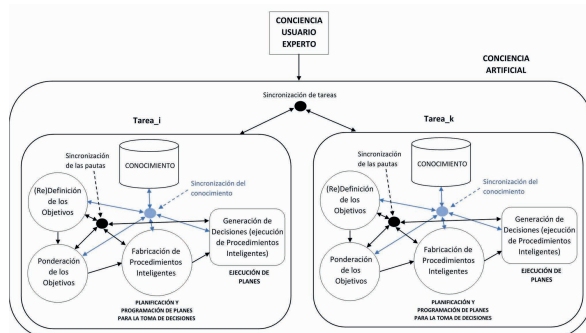 CONCIENCIA
USUARIO
EXPERTO
CONCIENCIA
ARTIFICIAL
Sincronización de tareas
Tarea_i
Sincronización
de las pautas
CONOCIMIENTO
Sincronización del
conocimiento
(Re)Definición
de los
Objetivos
Ponderación
de los
Objetivos
Fabricación de
Procedimientos
Inteligentes
Generación de
Decisiones (ejecución
de Procedimientos
Inteligentes)
EJECUCIÓN DE
PLANES
PLANIFICACIÓN Y
PROGRAMACIÓN DE PLANES
PARA LA TOMA DE DECISIONES
Tarea_k
Sincronización
de las pautas
CONOCIMIENTO
Sincronización del
conocimiento
(Re)Definición
de los
Objetivos
Ponderación
de los
Objetivos
Fabricación de
Procedimientos
Inteligentes
Generación de
Decisiones (ejecución
de Procedimientos
Inteligentes)
EJECUCIÓN DE
PLANES
PLANIFICACIÓN Y
PROGRAMACIÓN DE PLANES
PARA LA TOMA DE DECISIONES